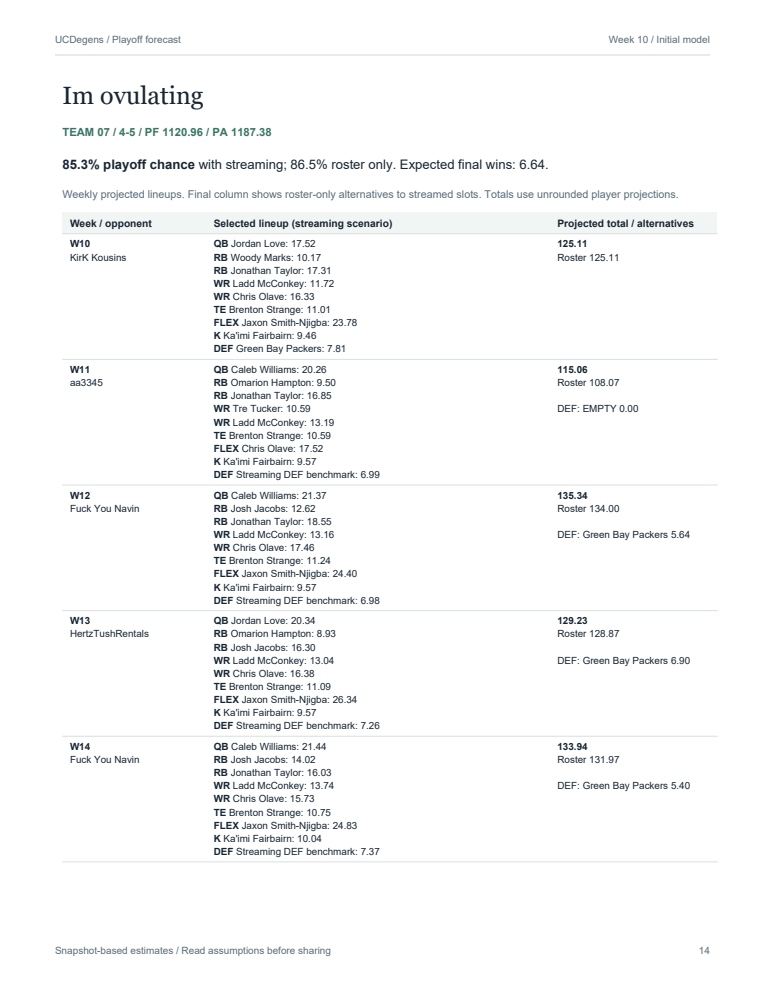 UCDegens / Playoff forecast
Week 10 / Initial model
Im ovulating
TEAM 07 / 4-5 / PF 1120.96 / PA 1187.38
85.3% playoff chance with streaming; 86.5% roster only. Expected final wins: 6.64.
Weekly projected lineups. Final column shows roster-only alternatives to streamed slots. Totals use unrounded player projections.
Week / opponent
Selected lineup (streaming scenario)
Projected total / alternatives
W10
KirK Kousins
QB Jordan Love: 17.52
RB Woody Marks: 10.17
RB Jonathan Taylor: 17.31
WR Ladd McConkey: 11.72
WR Chris Olave: 16.33
TE Brenton Strange: 11.01
FLEX Jaxon Smith-Njigba: 23.78
K Ka'imi Fairbairn: 9.46
DEF Green Bay Packers: 7.81
125.11
Roster 125.11
W11
aa3345
QB Caleb Williams: 20.26
RB Omarion Hampton: 9.50
RB Jonathan Taylor: 16.85
WR Tre Tucker: 10.59
WR Ladd McConkey: 13.19
TE Brenton Strange: 10.59
FLEX Chris Olave: 17.52
K Ka'imi Fairbairn: 9.57
DEF Streaming DEF benchmark: 6.99
115.06
Roster 108.07
DEF: EMPTY 0.00
W12
Fuck You Navin
QB Caleb Williams: 21.37
RB Josh Jacobs: 12.62
RB Jonathan Taylor: 18.55
WR Ladd McConkey: 13.16
WR Chris Olave: 17.46
TE Brenton Strange: 11.24
FLEX Jaxon Smith-Njigba: 24.40
K Ka'imi Fairbairn: 9.57
DEF Streaming DEF benchmark: 6.98
135.34
Roster 134.00
DEF: Green Bay Packers 5.64
W13
HertzTushRentals
QB Jordan Love: 20.34
RB Omarion Hampton: 8.93
RB Josh Jacobs: 16.30
WR Ladd McConkey: 13.04
WR Chris Olave: 16.38
TE Brenton Strange: 11.09
FLEX Jaxon Smith-Njigba: 26.34
K Ka'imi Fairbairn: 9.57
DEF Streaming DEF benchmark: 7.26
129.23
Roster 128.87
DEF: Green Bay Packers 6.90
W14
Fuck You Navin
QB Caleb Williams: 21.44
RB Josh Jacobs: 14.02
RB Jonathan Taylor: 16.03
WR Ladd McConkey: 13.74
WR Chris Olave: 15.73
TE Brenton Strange: 10.75
FLEX Jaxon Smith-Njigba: 24.83
K Ka'imi Fairbairn: 10.04
DEF Streaming DEF benchmark: 7.37
133.94
Roster 131.97
DEF: Green Bay Packers 5.40
Snapshot-based estimates / Read assumptions before sharing
14